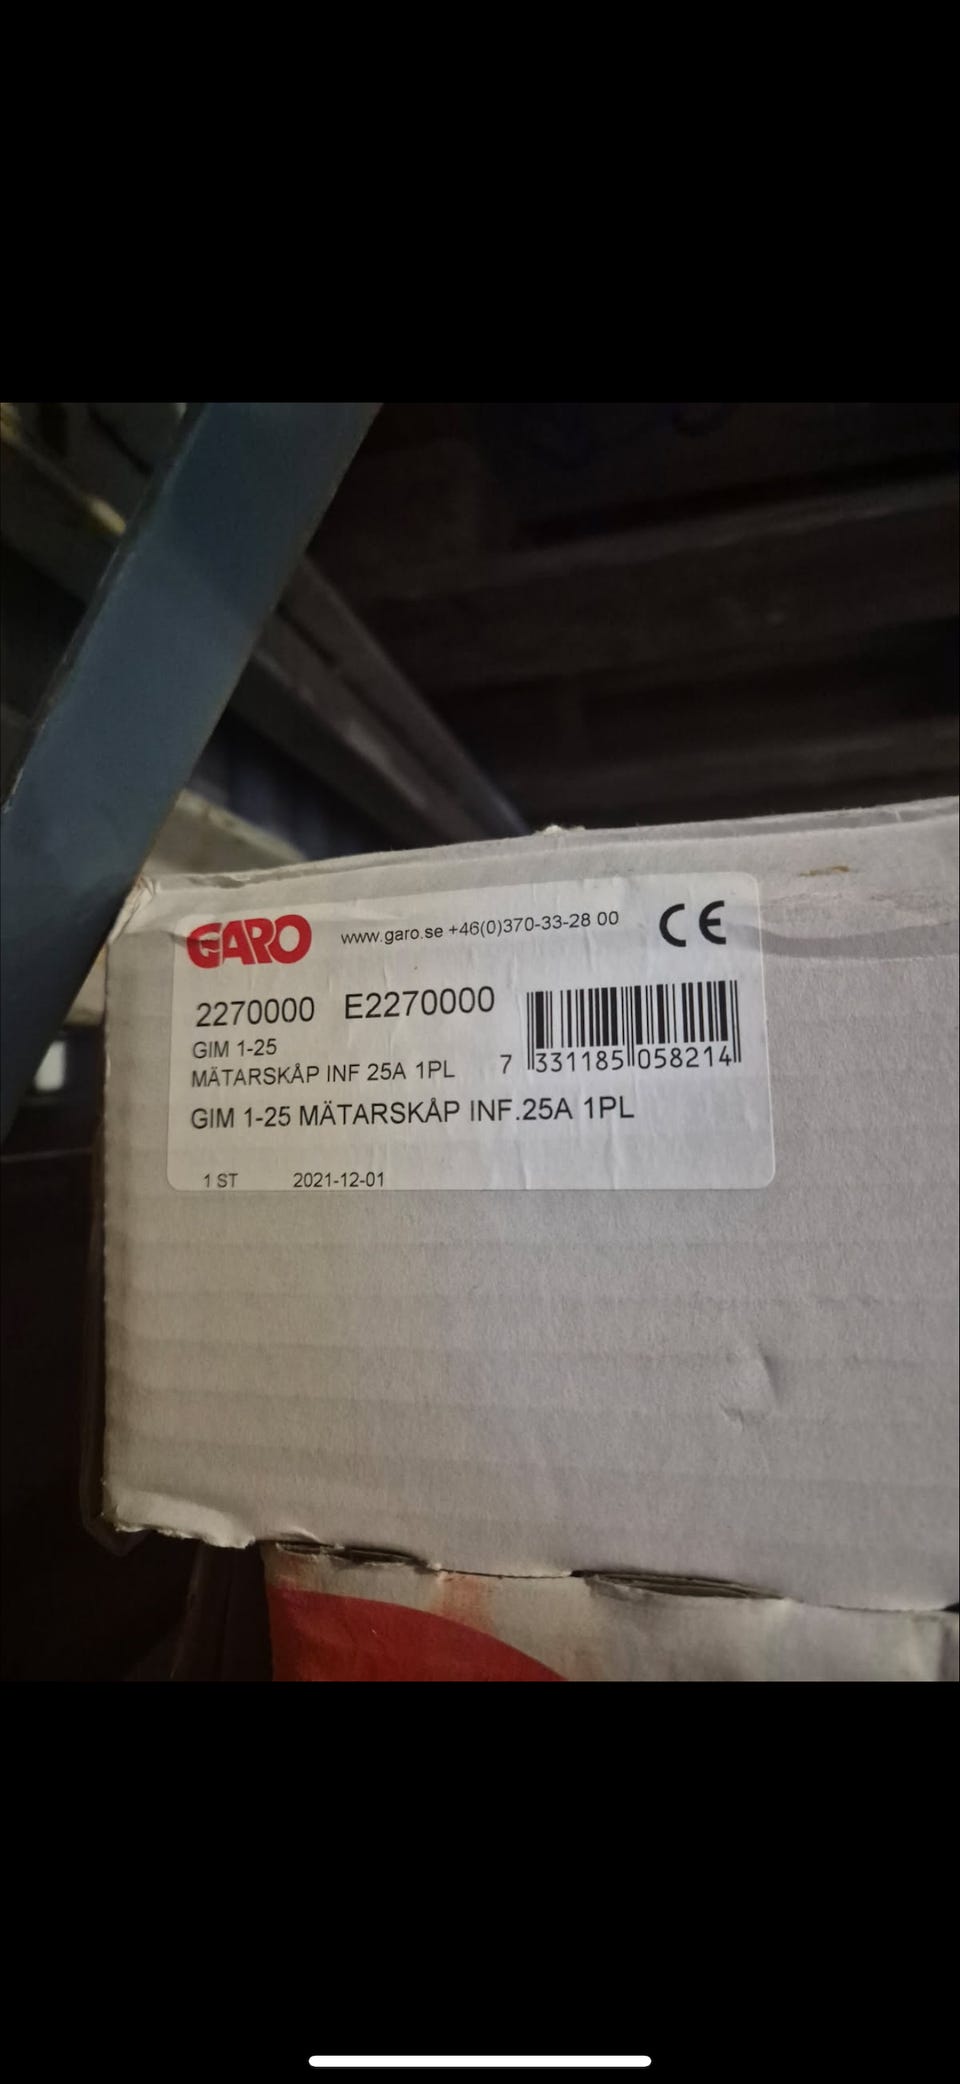 GARO www.garo.se +46(0)370-33-28 00 CE
2270000 E2270000
GIM 1-25
MÄTARSKÅP INF 25A 1PL
7 331185 058214
GIM 1-25 MÄTARSKÅP INF.25A 1PL
1 ST 2021-12-01